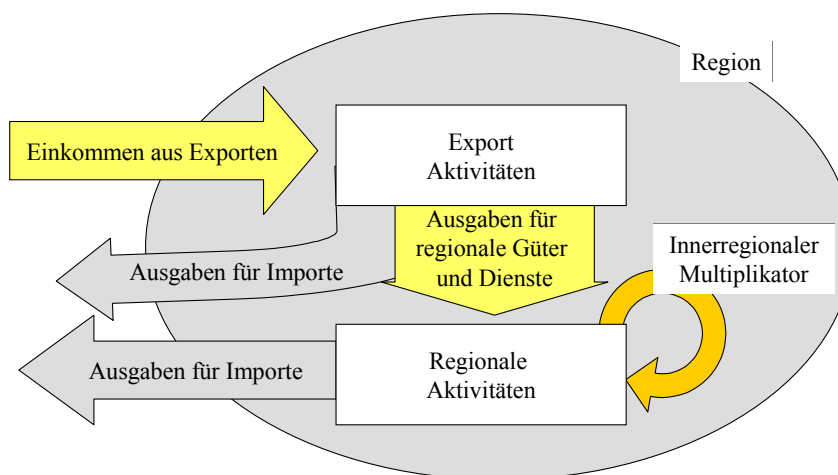 Region
Einkommen aus Exporten
Export
Aktivitäten
Ausgaben für
regionale Güter
und Dienste
Innerregionaler
Multiplikator
Ausgaben für Importe
Ausgaben für Importe
Regionale
Aktivitäten